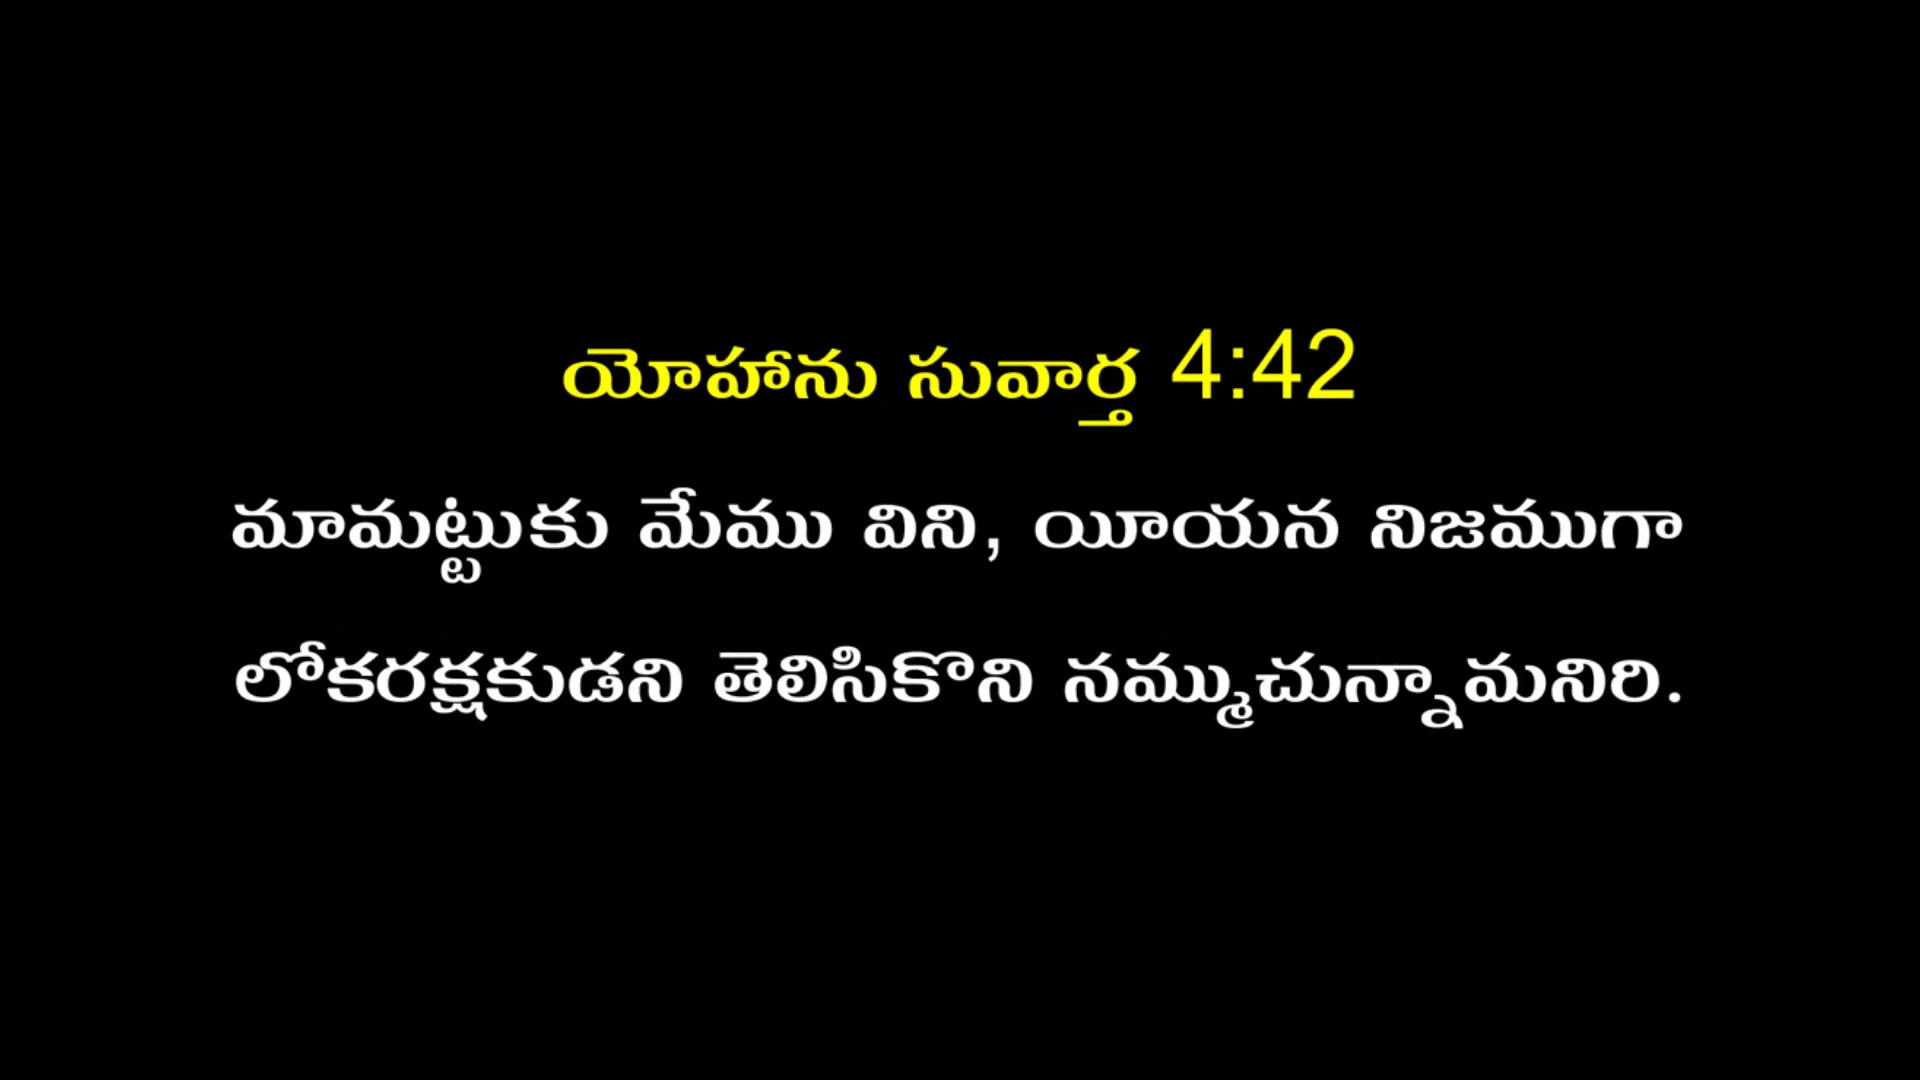 యోహాను సువార్త 4:42
మామట్టుకు మేము విని, యీయన నిజముగా
లోకరక్షకుడని తెలిసికొని నమ్ముచున్నామనిరి.